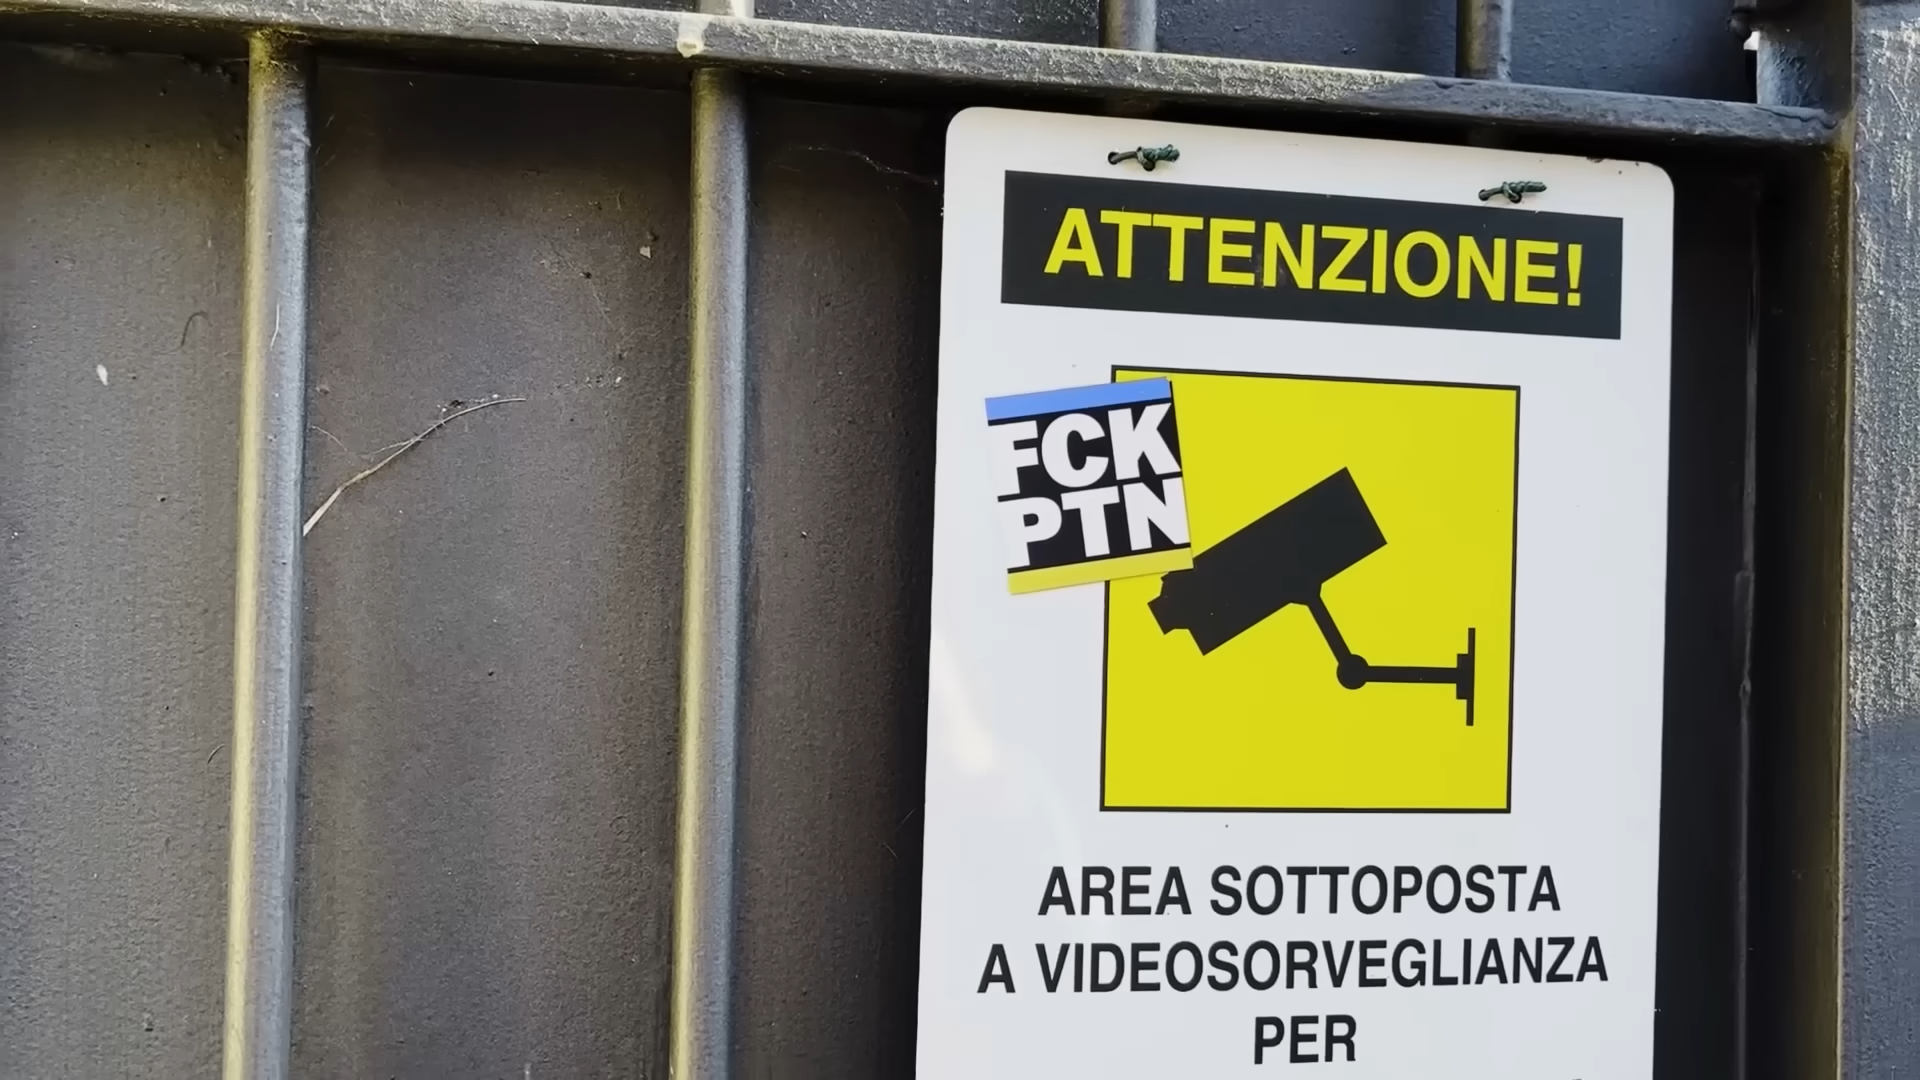 ATTENZIONE!
FCK
PTN
AREA SOTTOPOSTA
A VIDEOSORVEGLIANZA
PER